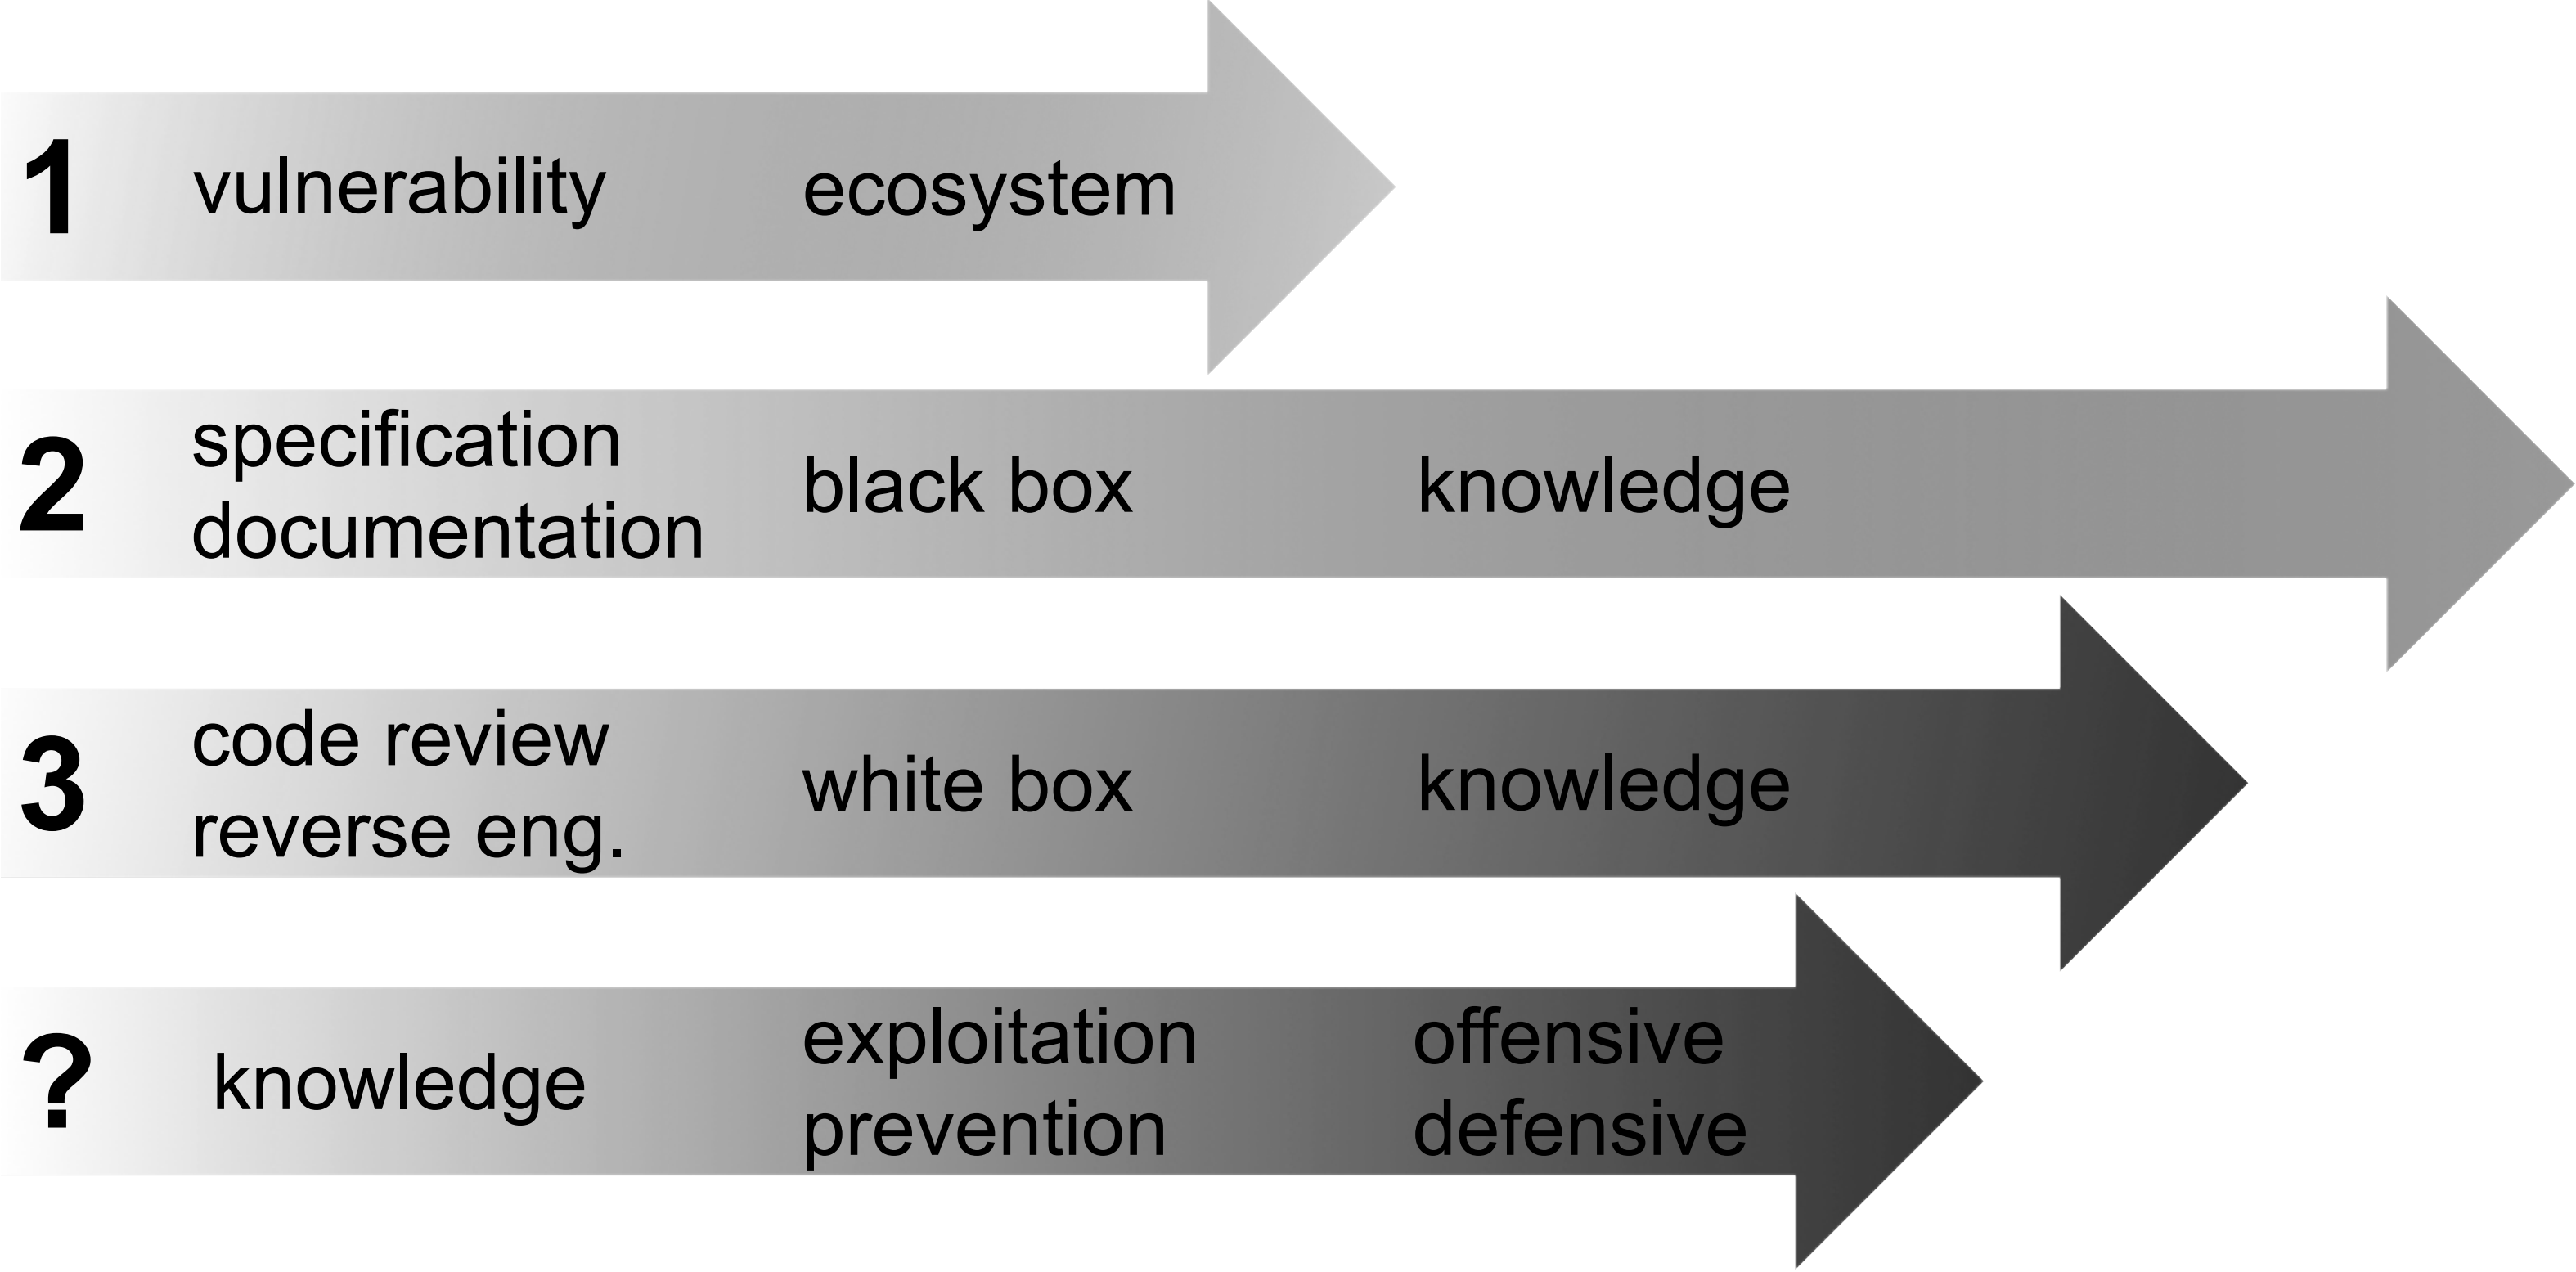 1 vulnerability ecosystem
specification
2 black box knowledge
documentation
code review
3 white box knowledge
reverse eng.
exploitation offensive
? knowledge
prevention defensive